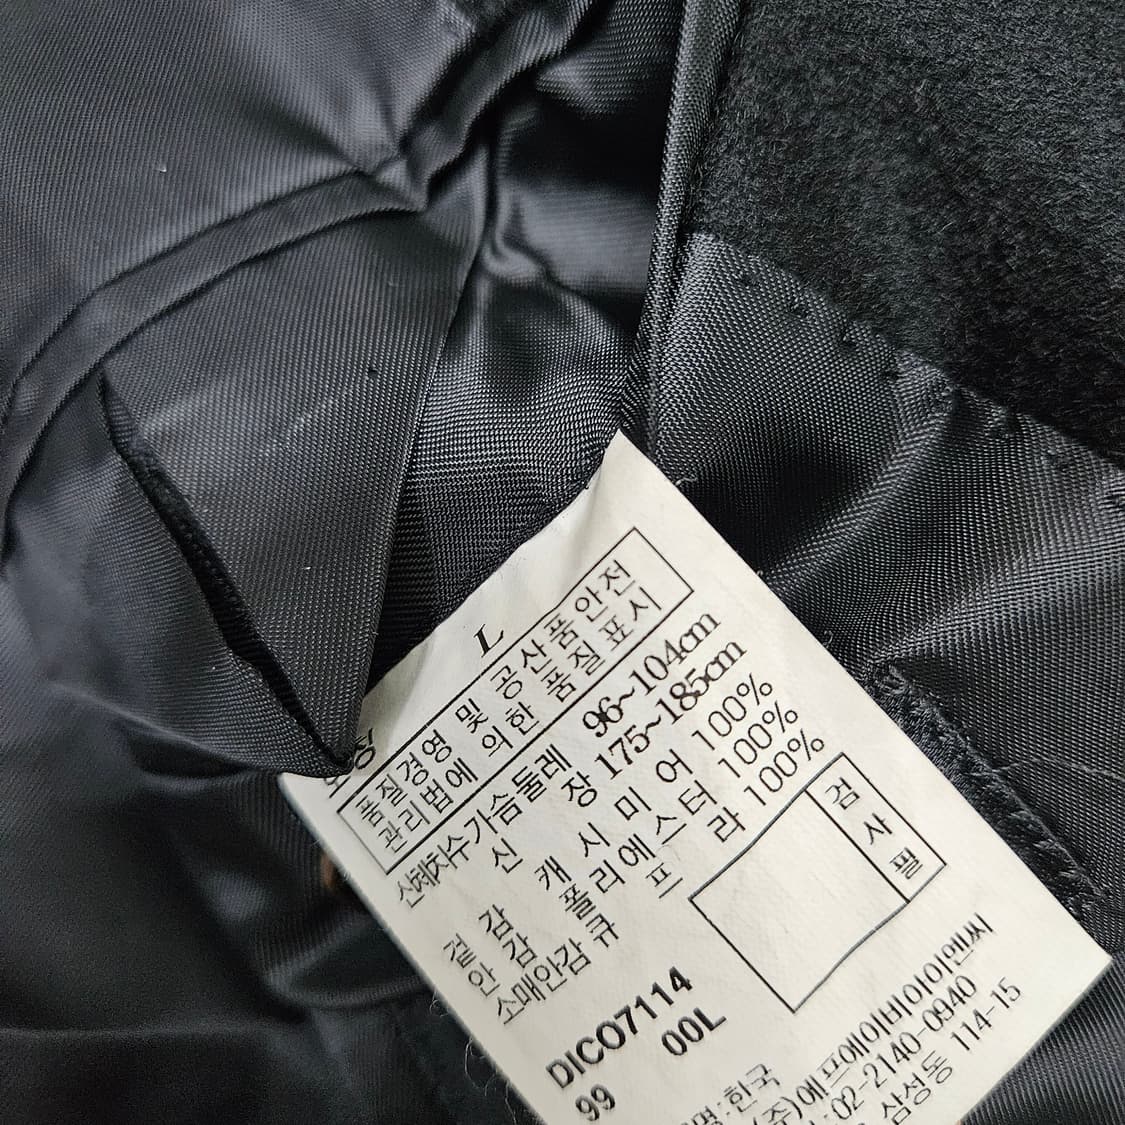 L
품질경영 및 공산품안전
관리법에 의한 품질 표시
신체치수가슴둘레 96~104cm
신 장 175~185cm
겉 감 캐 시 미 어 100%
안 감 폴리에스터 100%
소매안감 큐 프 라 100%
검
사
필
DICO7114
99 00L
명:한국
(주)에프에이비아이앤씨
:02-2140-0940
삼성동 114-15